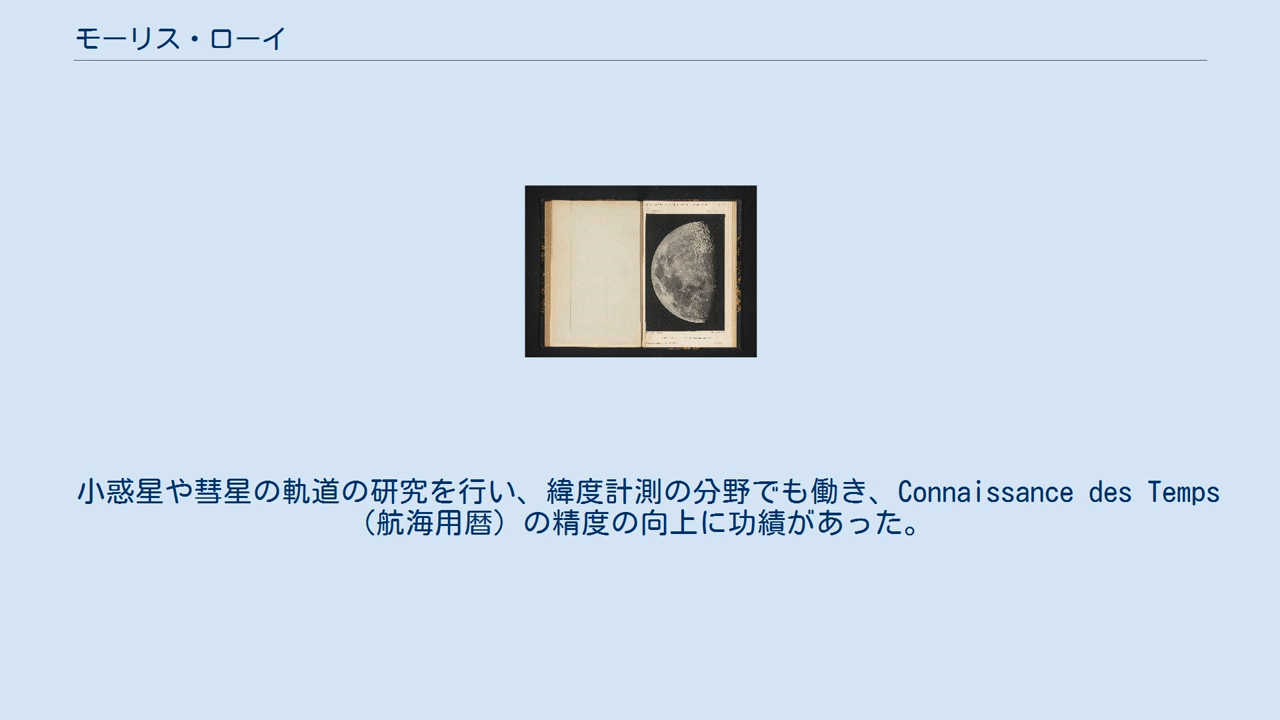 モーリス・ローイ
小惑星や彗星の軌道の研究を行い、緯度計測の分野でも働き、Connaissance des Temps
（航海用暦）の精度の向上に功績があった。